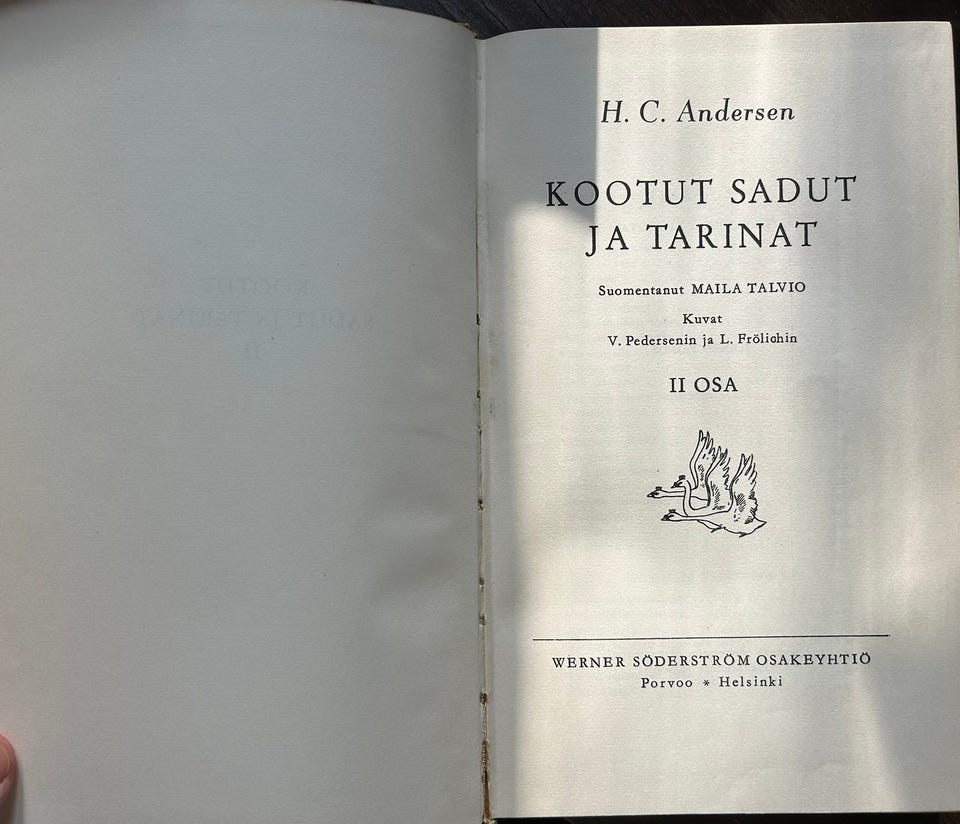 H. C. Andersen
KOOTUT SADUT
JA TARINAT
Suomentanut MAILA TALVIO
Kuvat
V. Pedersenin ja L. Frölichin
II OSA
WERNER SÖDERSTRÖM OSAKEYHTIÖ
Porvoo * Helsinki